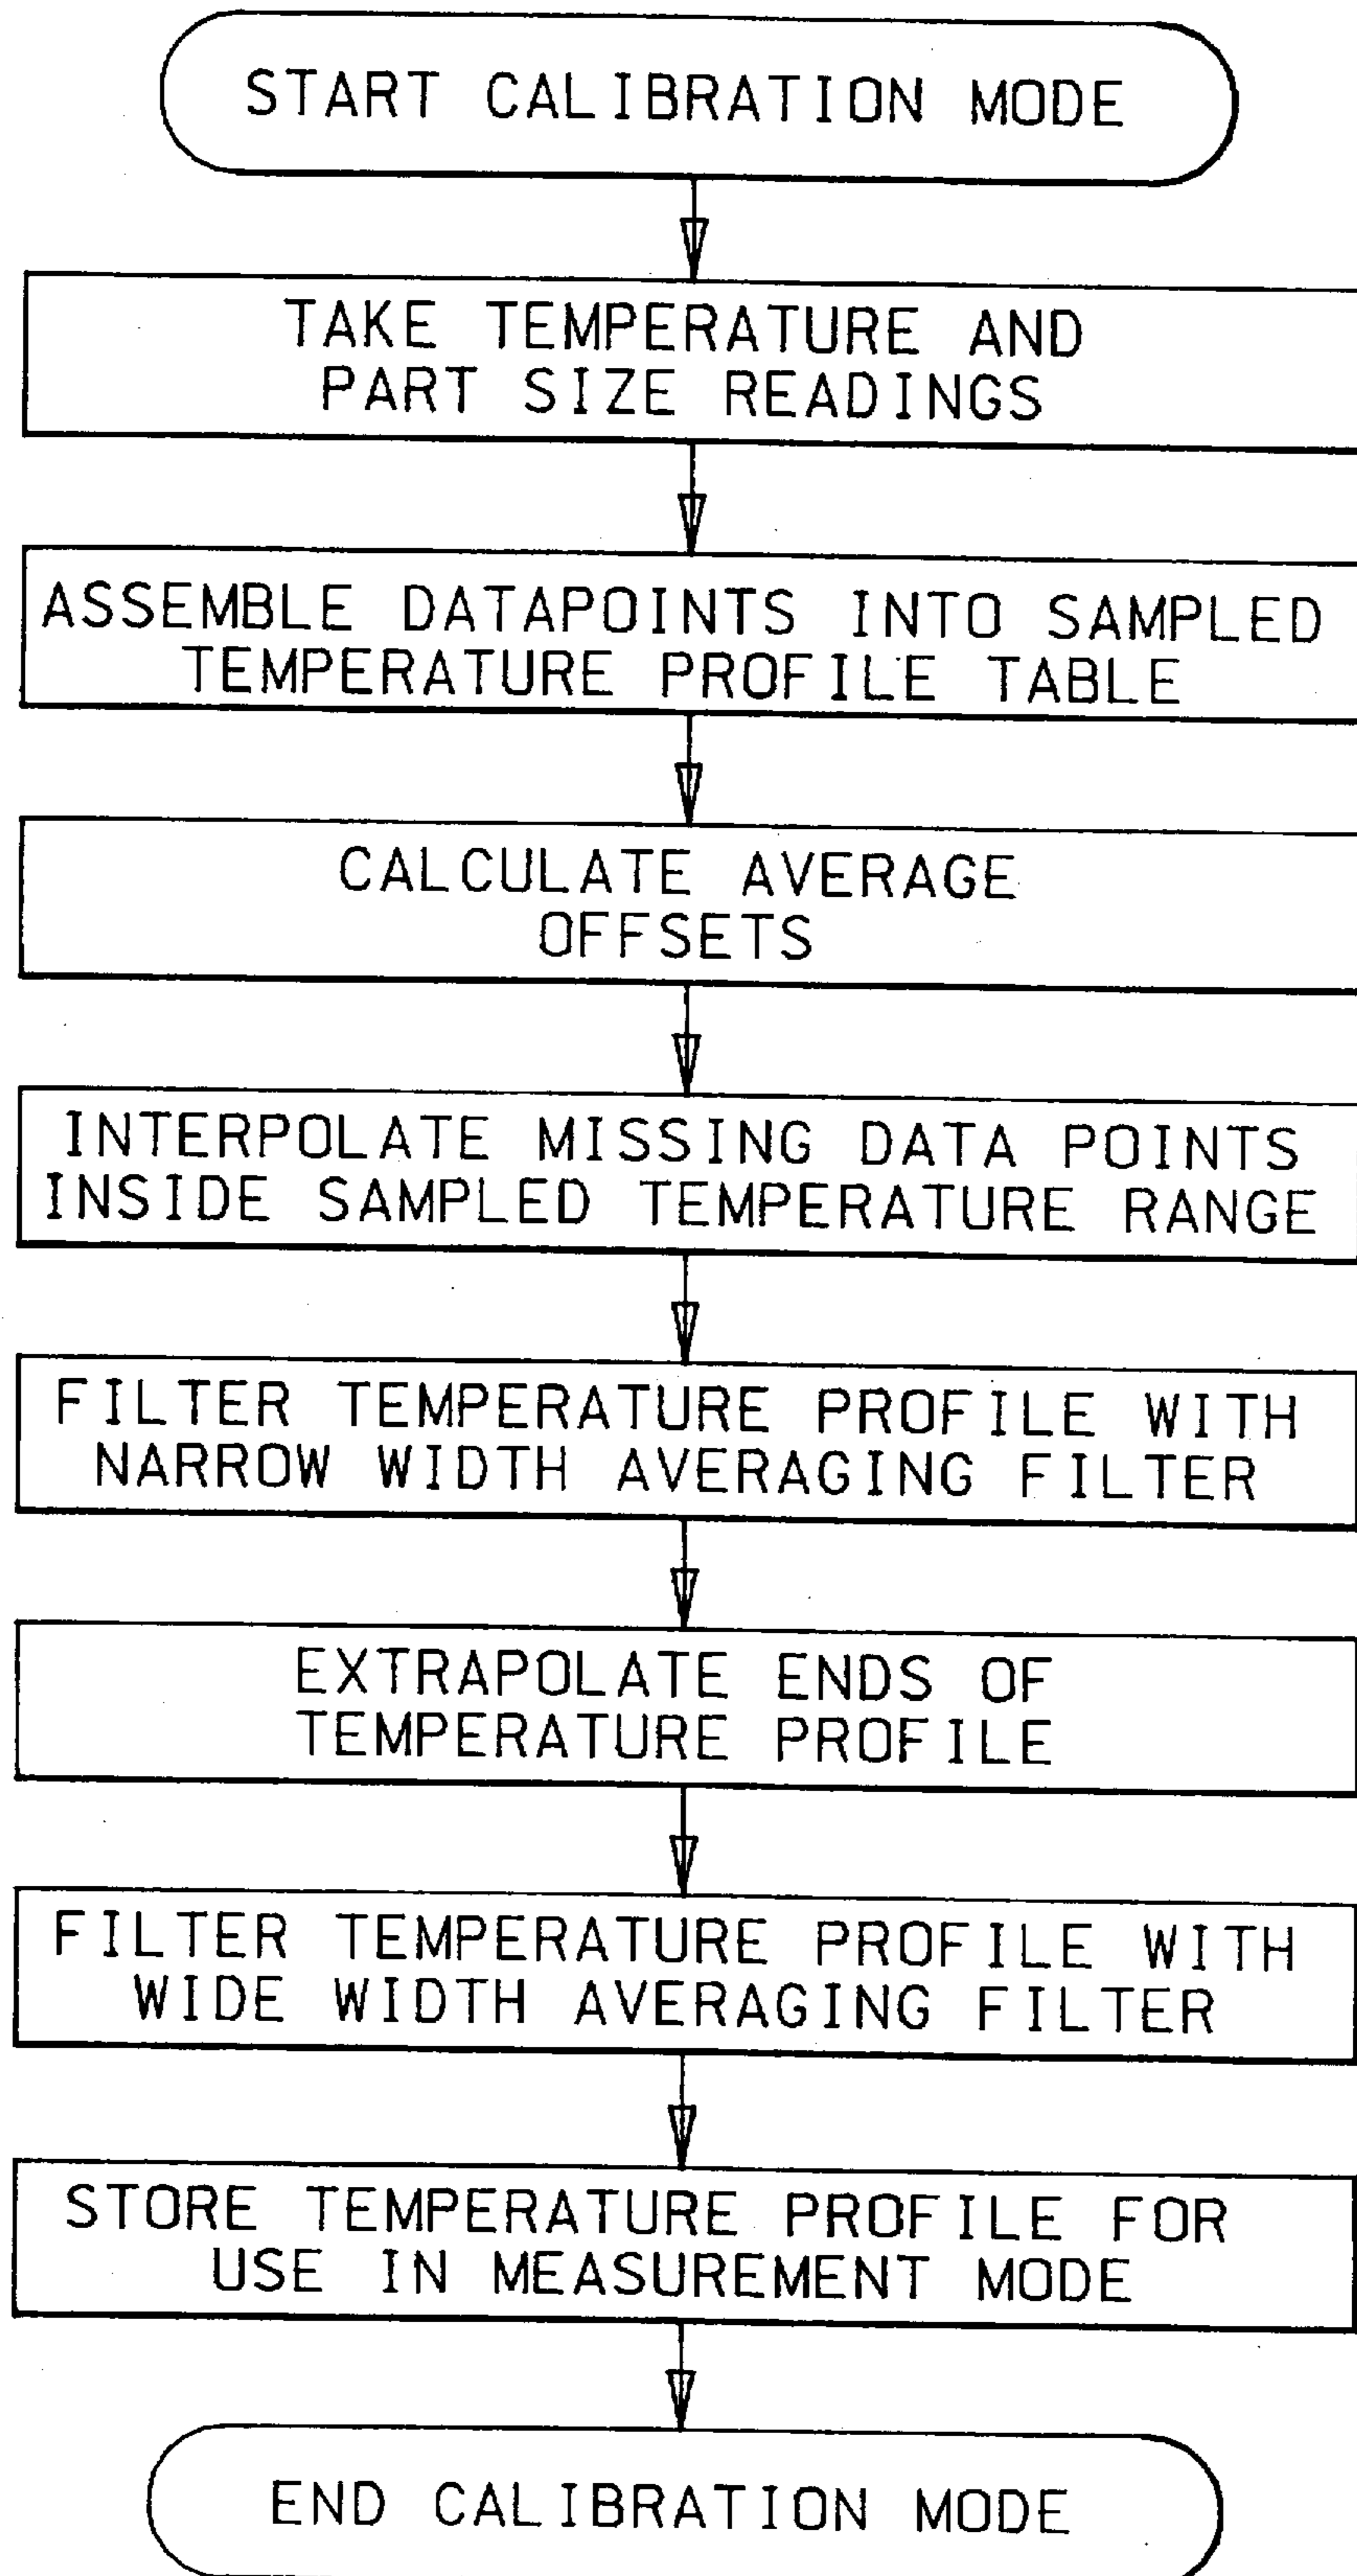 START CALIBRATION MODE
TAKE TEMPERATURE AND
PART SIZE READINGS
ASSEMBLE DATAPOINTS INTO SAMPLED
TEMPERATURE PROFILE TABLE
CALCULATE AVERAGE
OFFSETS
INTERPOLATE MISSING DATA POINTS
INSIDE SAMPLED TEMPERATURE RANGE
FILTER TEMPERATURE PROFILE WITH
NARROW WIDTH AVERAGING FILTER
EXTRAPOLATE ENDS OF
TEMPERATURE PROFILE
FILTER TEMPERATURE PROFILE WITH
WIDE WIDTH AVERAGING FILTER
STORE TEMPERATURE PROFILE FOR
USE IN MEASUREMENT MODE
END CALIBRATION MODE